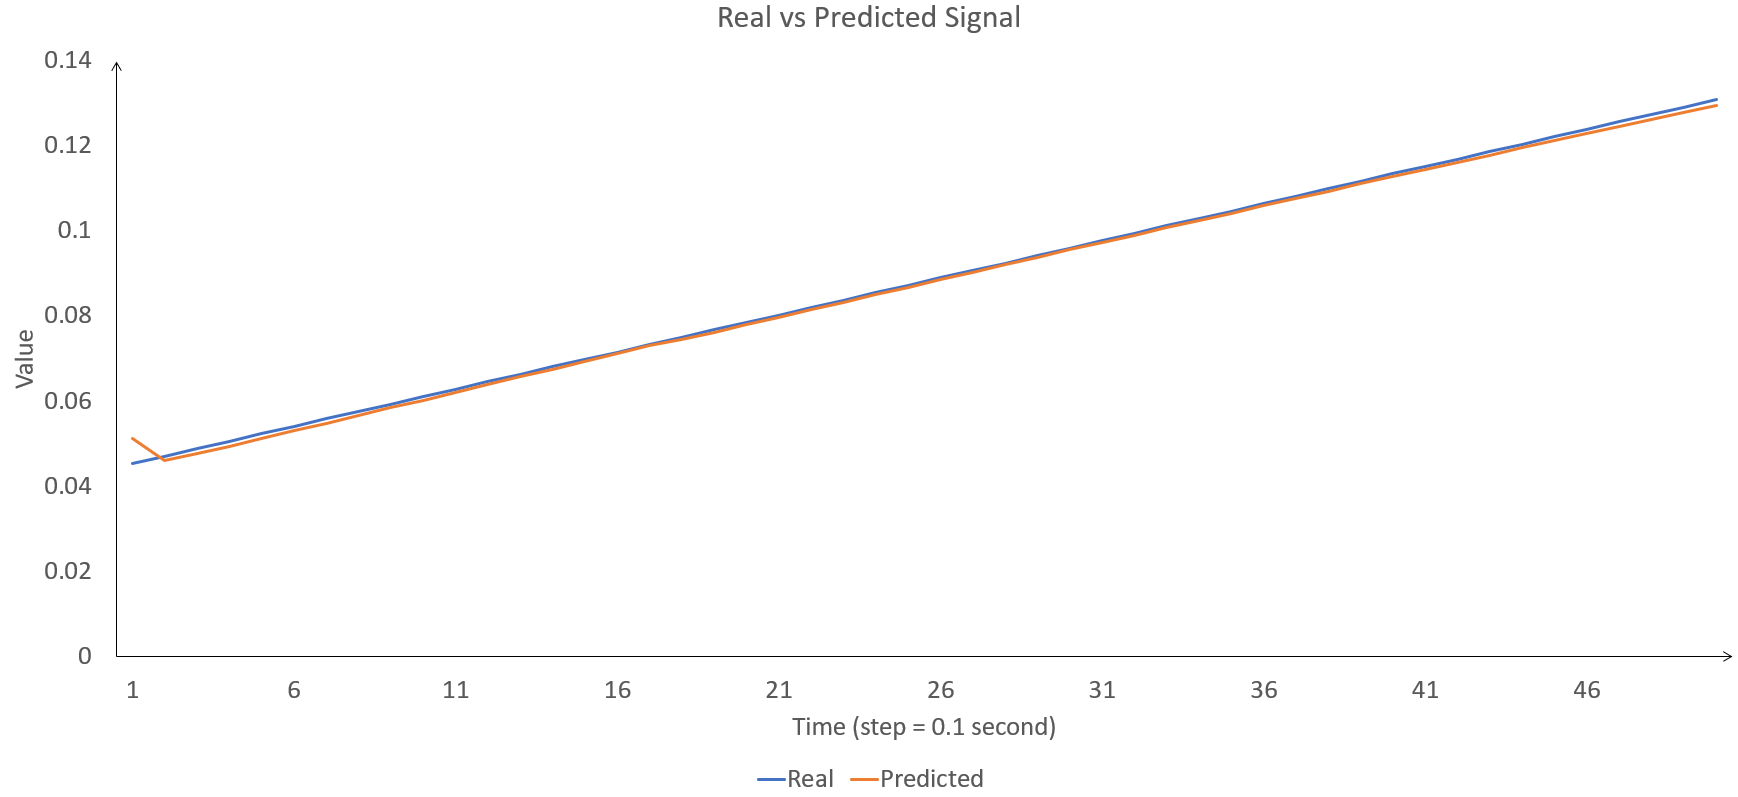 Real vs Predicted Signal
0.14
0.12
0.1
0.08
0.06
0.04
0.02
0
Value
1 6 11 16 21 26 31 36 41 46
Time (step = 0.1 second)
Real Predicted